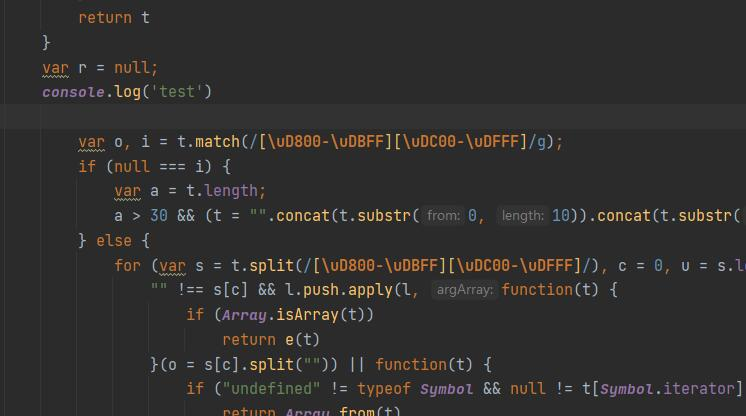 return t
}
var r = null;
console.log('test')
var o, i = t.match(/[\uD800-\uDBFF][\uDC00-\uDFFF]/g);
if (null === i) {
var a = t.length;
a > 30 && (t = "".concat(t.substr( from: 0, length: 10)).concat(t.substr(
} else {
for (var s = t.split(/[\uD800-\uDBFF][\uDC00-\uDFFF]/), c = 0, u = s.l
"" !== s[c] && l.push.apply(l, argArray: function(t) {
if (Array.isArray(t))
return e(t)
}(o = s[c].split("")) || function(t) {
if ("undefined" != typeof Symbol && null != t[Symbol.iterator]
return Array.from(t)